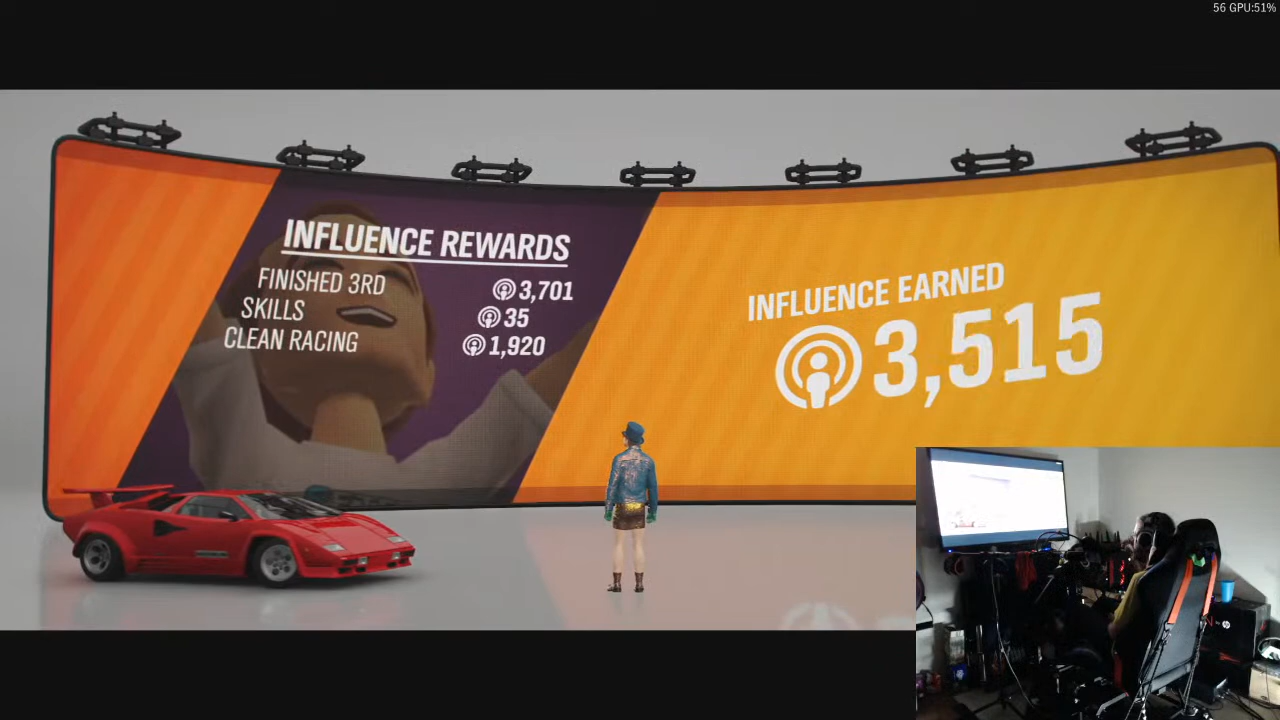 56 GPU:51%
INFLUENCE REWARDS
FINISHED 3RD 3,701
SKILLS 35
CLEAN RACING 1,920
INFLUENCE EARNED
3,515
hp